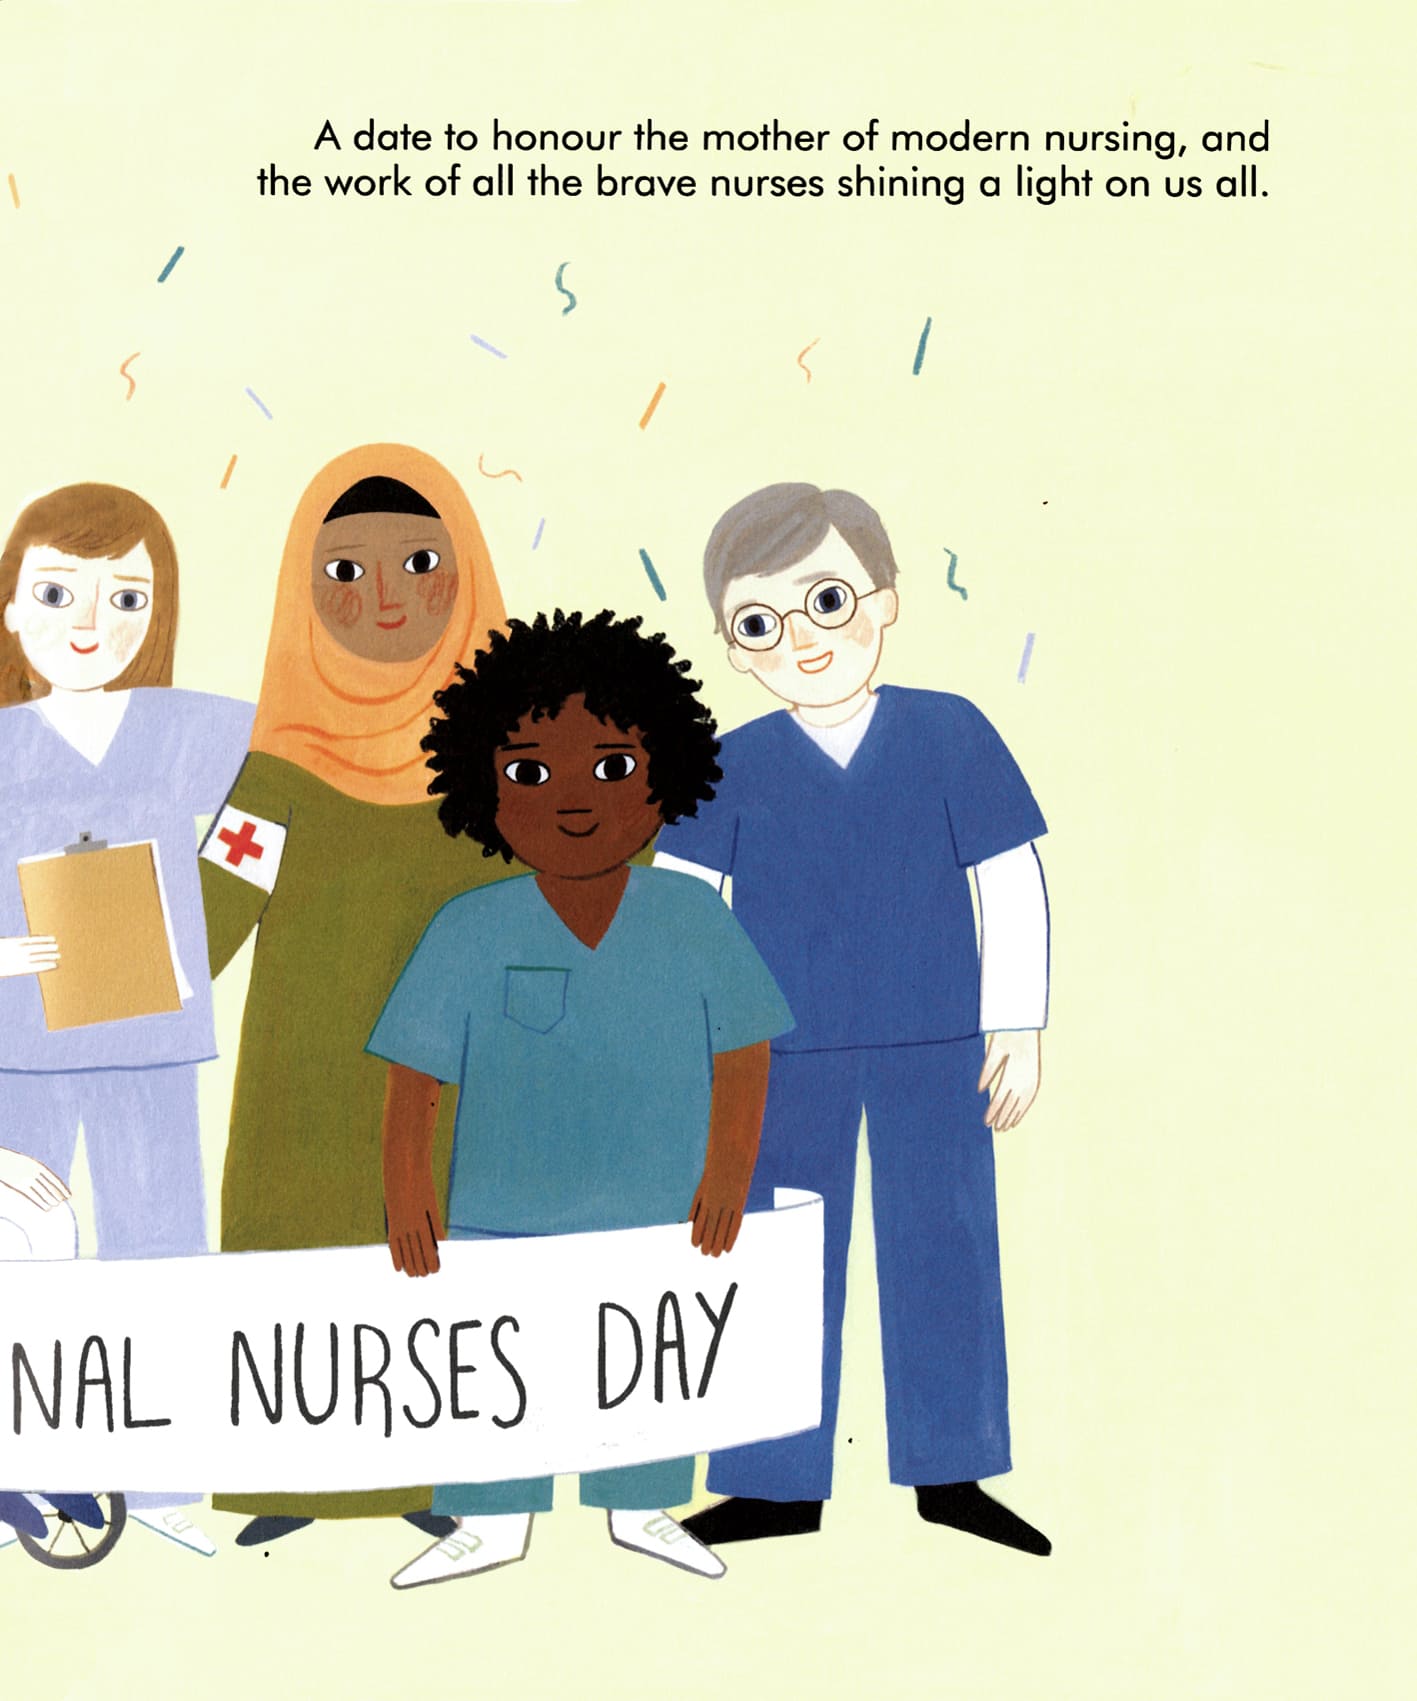 A date to honour the mother of modern nursing, and
the work of all the brave nurses shining a light on us all.
NAL NURSES DAY